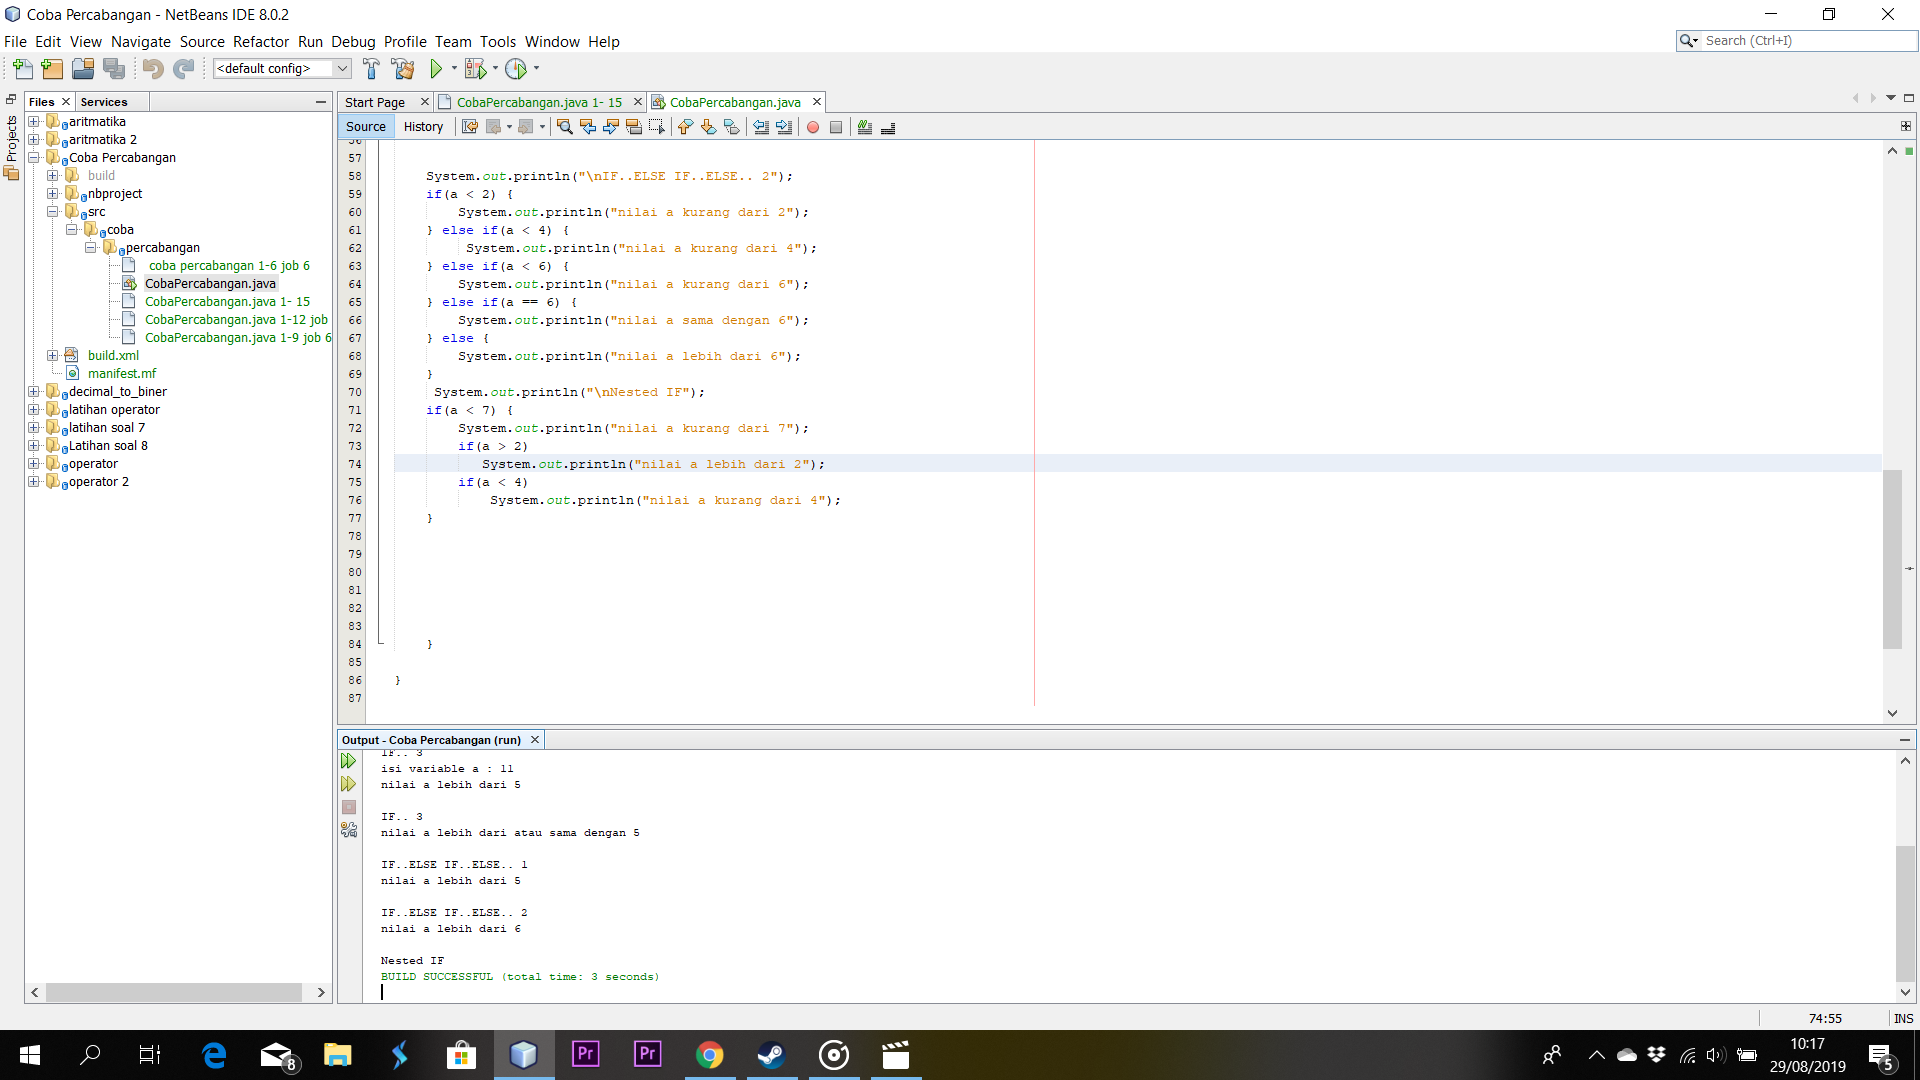 Coba Percabangan - NetBeans IDE 8.0.2
File Edit View Navigate Source Refactor Run Debug Profile Team Tools Window Help
Search (Ctrl+I)
<default config>
Projects
Files
Services
aritmatika
aritmatika 2
Coba Percabangan
build
nbproject
src
coba
percabangan
coba percabangan 1-6 job 6
CobaPercabangan.java
CobaPercabangan.java 1- 15
CobaPercabangan.java 1-12 job
CobaPercabangan.java 1-9 job 6
build.xml
manifest.mf
decimal_to_biner
latihan operator
latihan soal 7
Latihan soal 8
operator
operator 2
Start Page
CobaPercabangan.java 1- 15
CobaPercabangan.java
Source History
56
57
58 System.out.println("\nIF..ELSE IF..ELSE.. 2");
59 if(a < 2) {
60 System.out.println("nilai a kurang dari 2");
61 } else if(a < 4) {
62 System.out.println("nilai a kurang dari 4");
63 } else if(a < 6) {
64 System.out.println("nilai a kurang dari 6");
65 } else if(a == 6) {
66 System.out.println("nilai a sama dengan 6");
67 } else {
68 System.out.println("nilai a lebih dari 6");
69 }
70 System.out.println("\nNested IF");
71 if(a < 7) {
72 System.out.println("nilai a kurang dari 7");
73 if(a > 2)
74 System.out.println("nilai a lebih dari 2");
75 if(a < 4)
76 System.out.println("nilai a kurang dari 4");
77 }
78
79
80
81
82
83
84 }
85
86 }
87
Output - Coba Percabangan (run)
IF.. 3
isi variable a : 11
nilai a lebih dari 5
IF.. 3
nilai a lebih dari atau sama dengan 5
IF..ELSE IF..ELSE.. 1
nilai a lebih dari 5
IF..ELSE IF..ELSE.. 2
nilai a lebih dari 6
Nested IF
BUILD SUCCESSFUL (total time: 3 seconds)
74:55
INS
8
Pr
Pr
10:17
29/08/2019
5